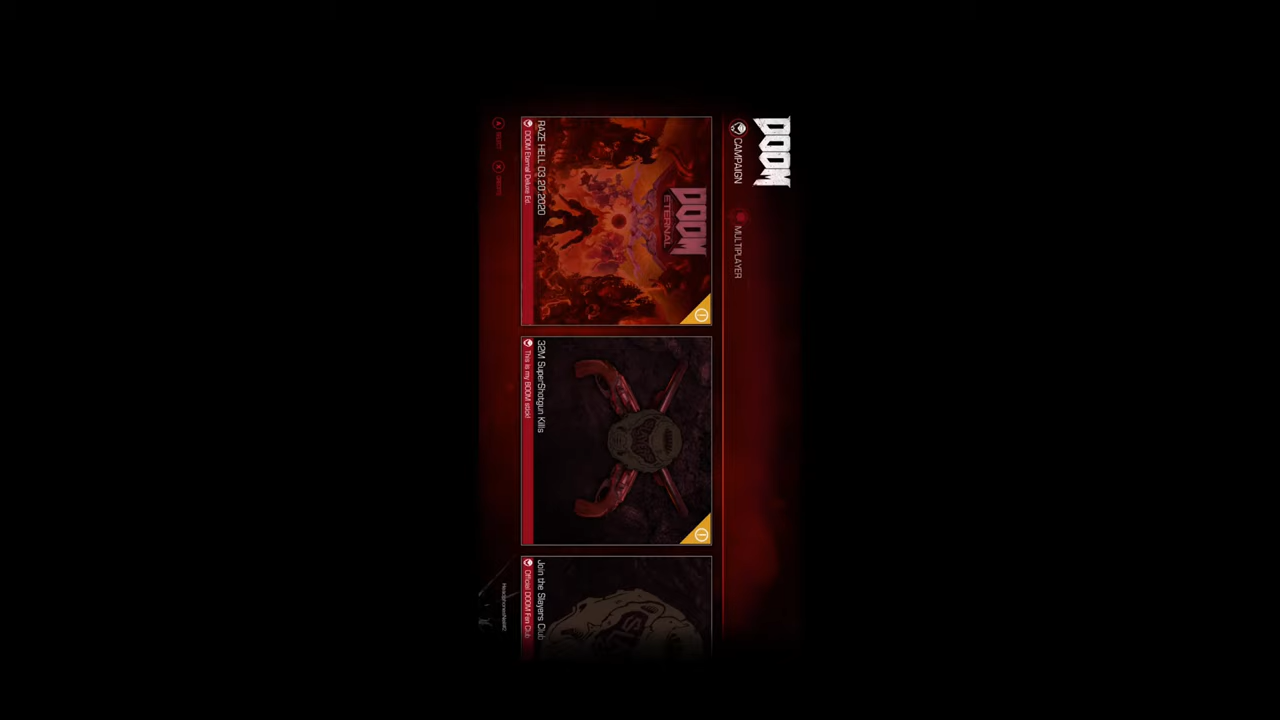 DOOM
CAMPAIGN
MULTIPLAYER
DOOM
ETERNAL
RAZE HELL 03.20.2020
DOOM Eternal Deluxe Ed.
32M SuperShotgun Kills
This is my BOOM stick!
Join the Slayers Club
Official DOOM Fan Club
SELECT